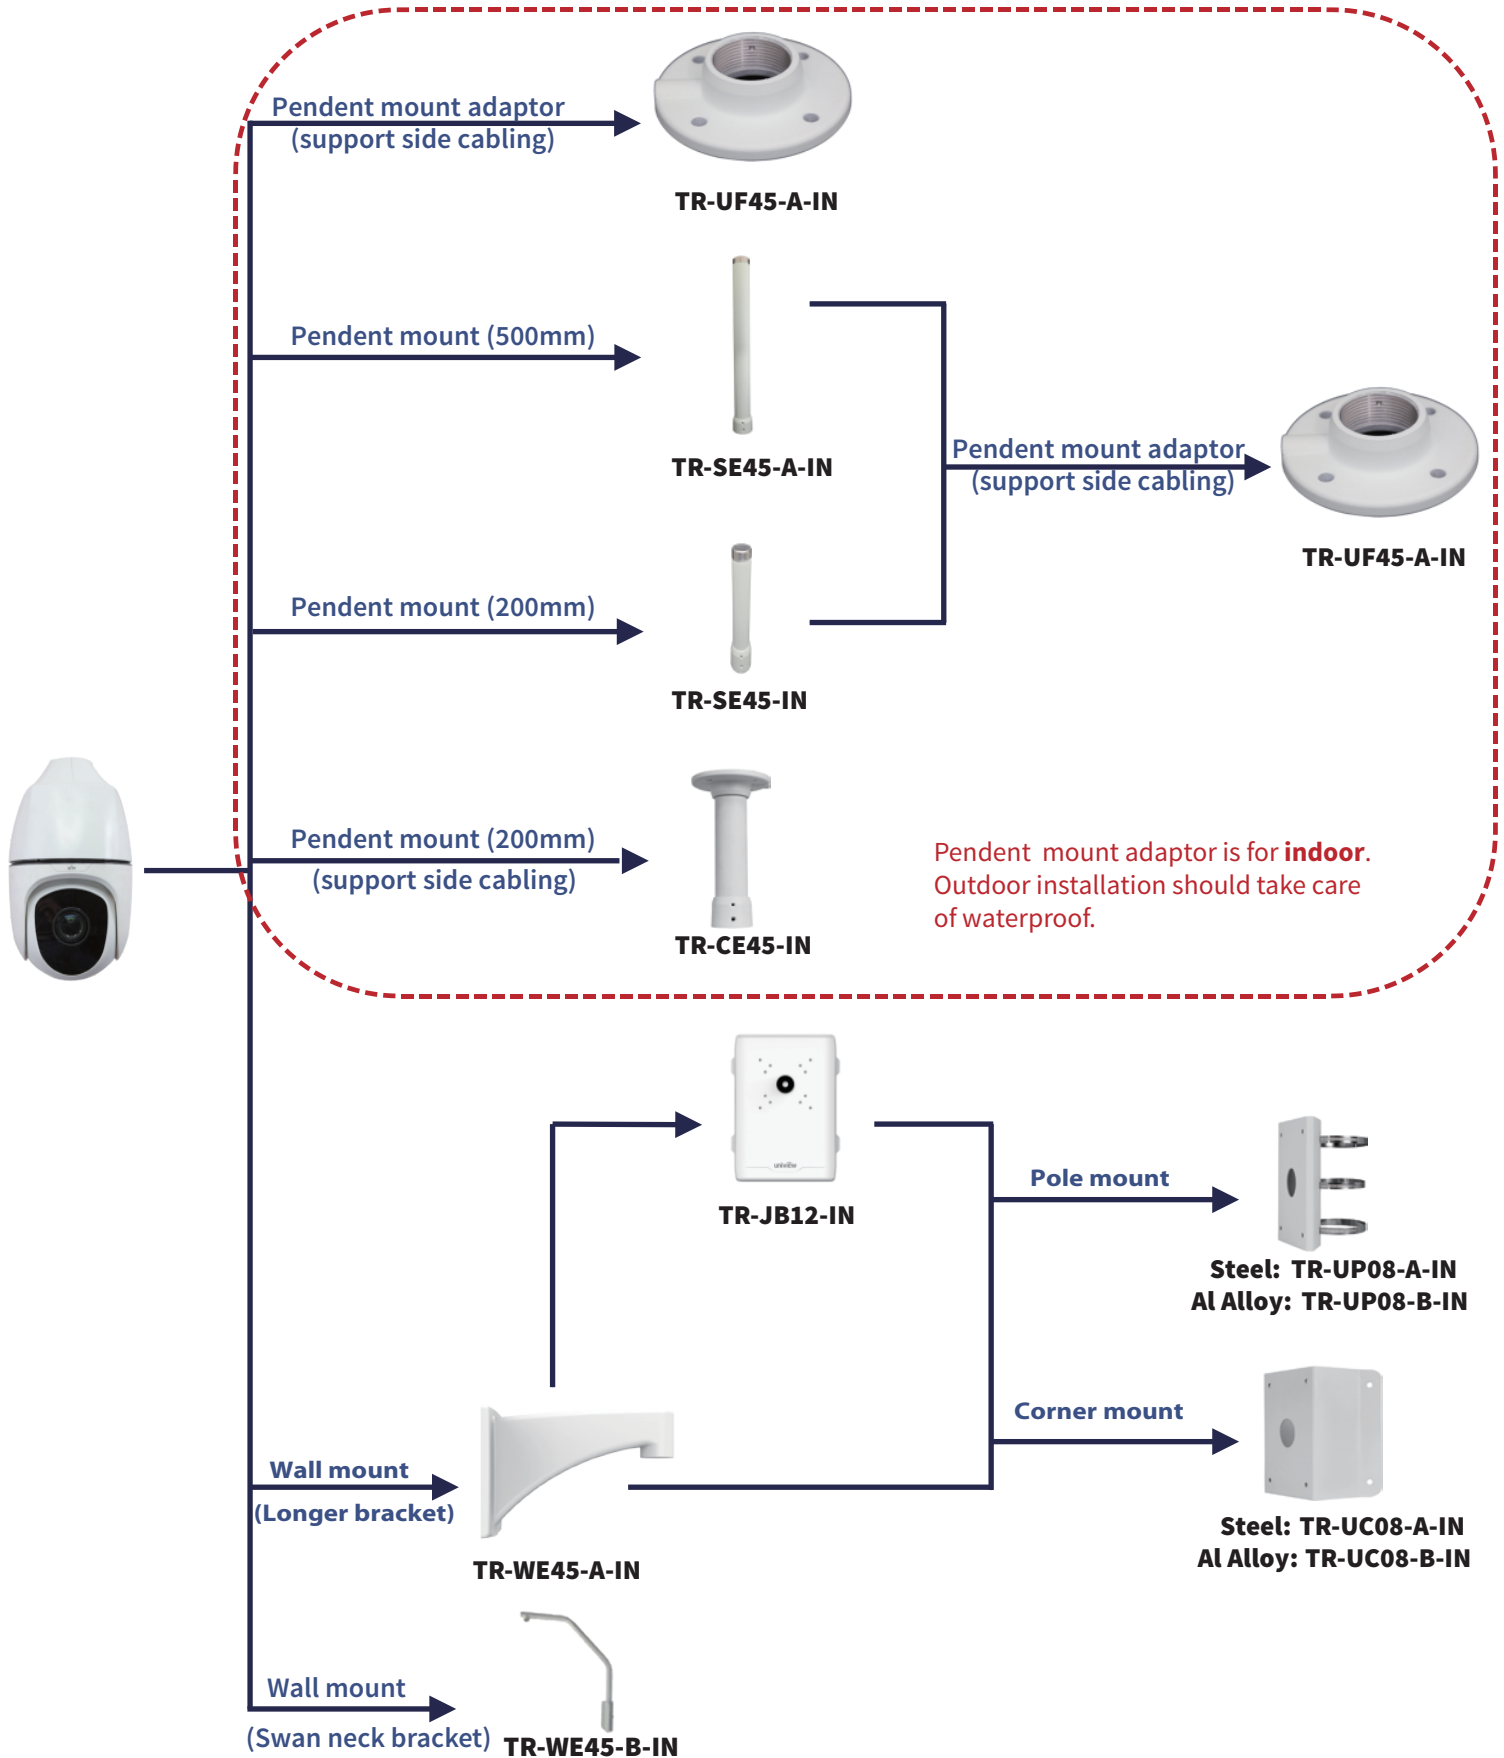 Pendent mount adaptor
(support side cabling)
TR-UF45-A-IN
Pendent mount (500mm)
TR-SE45-A-IN
Pendent mount adaptor
(support side cabling)
TR-UF45-A-IN
Pendent mount (200mm)
TR-SE45-IN
Pendent mount (200mm)
(support side cabling)
TR-CE45-IN
Pendent mount adaptor is for indoor.
Outdoor installation should take care
of waterproof.
uniview
TR-JB12-IN
Pole mount
Steel: TR-UP08-A-IN
Al Alloy: TR-UP08-B-IN
Corner mount
Steel: TR-UC08-A-IN
Al Alloy: TR-UC08-B-IN
Wall mount
(Longer bracket)
TR-WE45-A-IN
Wall mount
(Swan neck bracket)
TR-WE45-B-IN